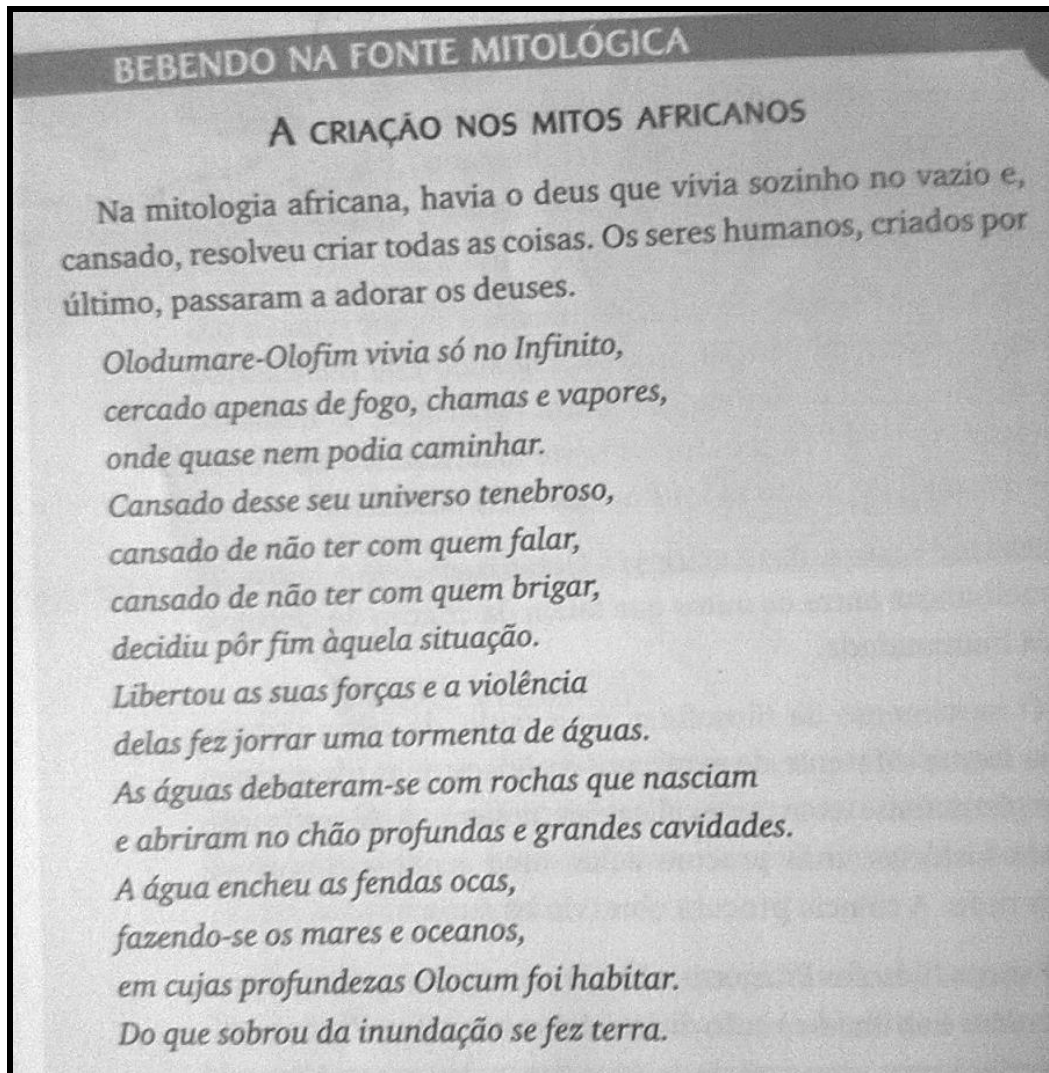 BEBENDO NA FONTE MITOLÓGICA
A CRIAÇÃO NOS MITOS AFRICANOS
Na mitologia africana, havia o deus que vivia sozinho no vazio e,
cansado, resolveu criar todas as coisas. Os seres humanos, criados por
último, passaram a adorar os deuses.
Olodumare-Olofim vivia só no Infinito,
cercado apenas de fogo, chamas e vapores,
onde quase nem podia caminhar.
Cansado desse seu universo tenebroso,
cansado de não ter com quem falar,
cansado de não ter com quem brigar,
decidiu pôr fim àquela situação.
Libertou as suas forças e a violência
delas fez jorrar uma tormenta de águas.
As águas debateram-se com rochas que nasciam
e abriram no chão profundas e grandes cavidades.
A água encheu as fendas ocas,
fazendo-se os mares e oceanos,
em cujas profundezas Olocum foi habitar.
Do que sobrou da inundação se fez terra.